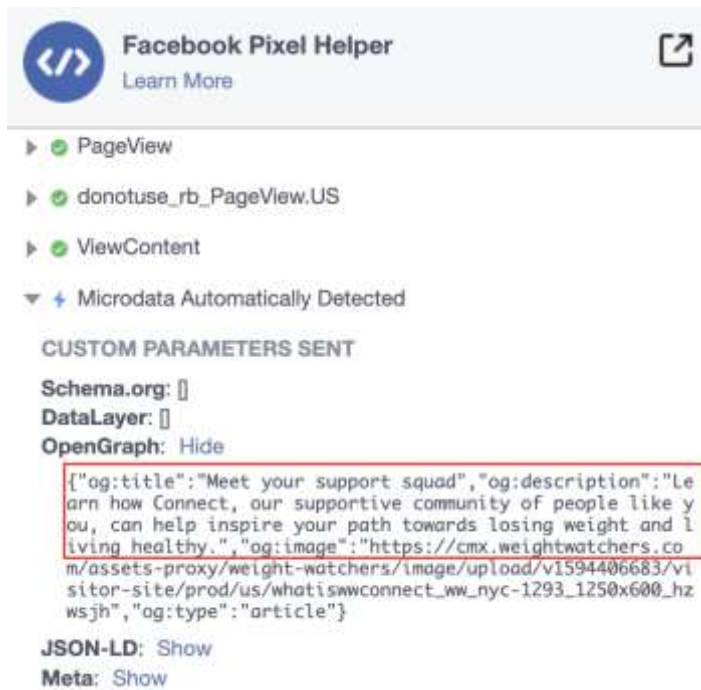 Facebook Pixel Helper
Learn More
PageView
donotuse_rb_PageView.US
ViewContent
Microdata Automatically Detected
CUSTOM PARAMETERS SENT
Schema.org: []
DataLayer: []
OpenGraph: Hide
{"og:title":"Meet your support squad","og:description":"Le
arn how Connect, our supportive community of people like y
ou, can help inspire your path towards losing weight and l
iving healthy.","og:image":"https://cmx.weightwatchers.co
m/assets-proxy/weight-watchers/image/upload/v1594406683/vi
sitor-site/prod/us/whatiswwconnect_ww_nyc-1293_1250x600_hz
wsjh","og:type":"article"}
JSON-LD: Show
Meta: Show